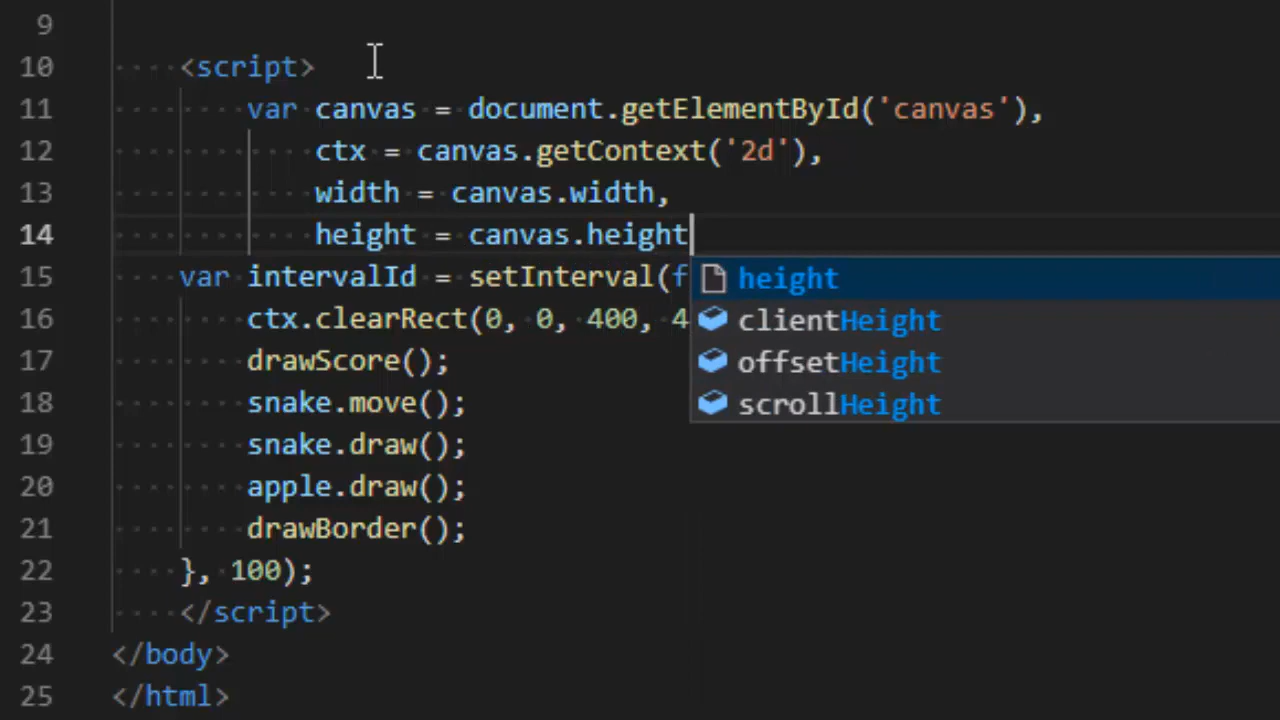 9
10 <script>
11 var canvas = document.getElementById('canvas'),
12 ctx = canvas.getContext('2d'),
13 width = canvas.width,
14 height = canvas.height
15 var intervalId = setInterval(f
height
16 ctx.clearRect(0, 0, 400, 4
clientHeight
17 drawScore();
offsetHeight
18 snake.move();
scrollHeight
19 snake.draw();
20 apple.draw();
21 drawBorder();
22 }, 100);
23 </script>
24 </body>
25 </html>